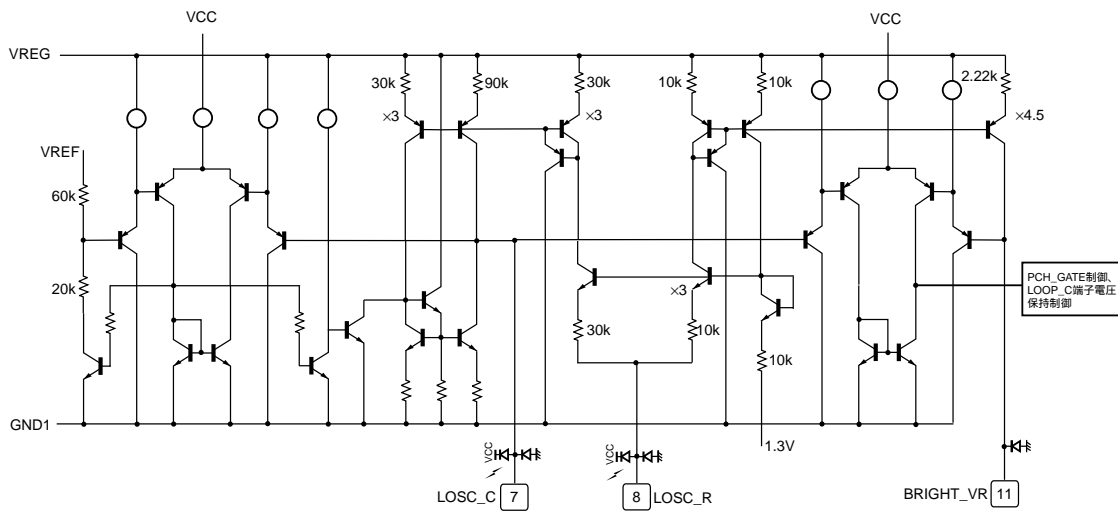 VCC
VCC
VREG
30k
90k
30k
10k
10k
2.22k
×3
×3
×4.5
VREF
60k
20k
×3
30k
10k
10k
PCH_GATE制御、
LOOP_C端子電圧
保持制御
GND1
1.3V
VCC
VCC
LOSC_C 7
8 LOSC_R
BRIGHT_VR 11